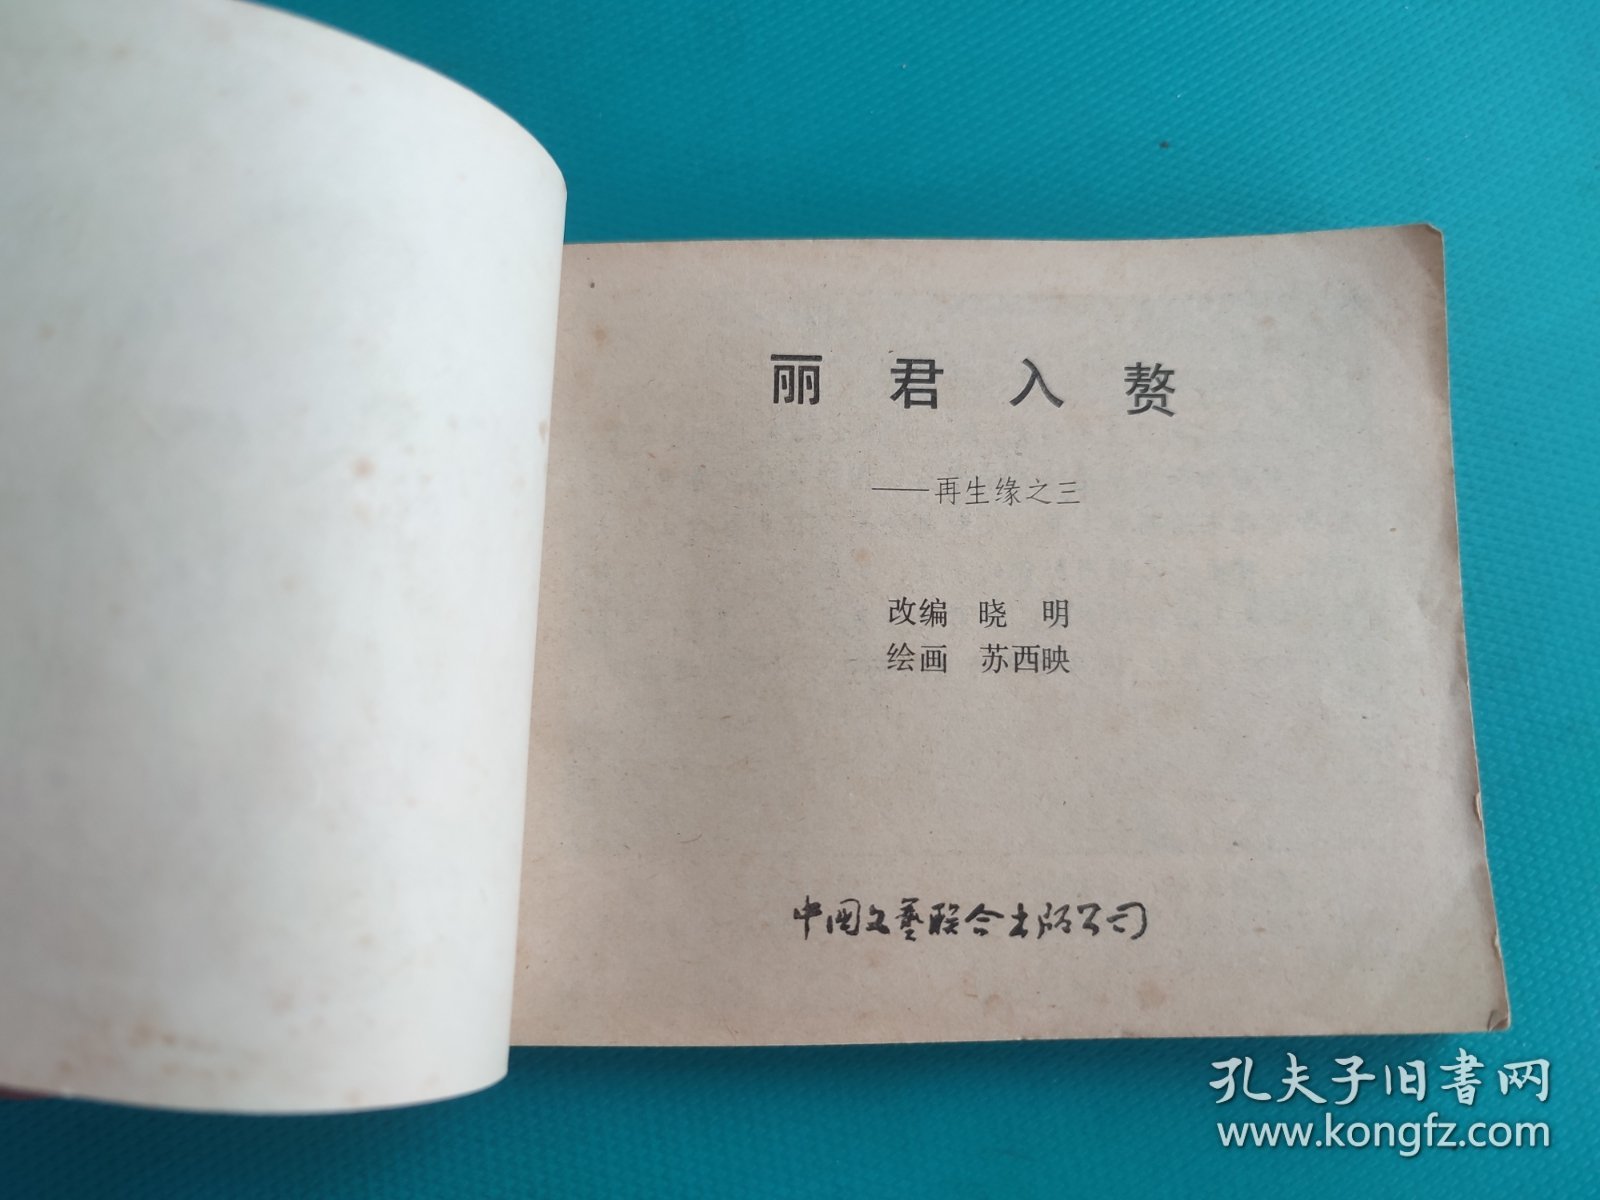 丽君入赘
——再生缘之三
改编 晓明
绘画 苏西映
中国文艺联合出版公司
孔夫子旧書网
www.kongfz.com